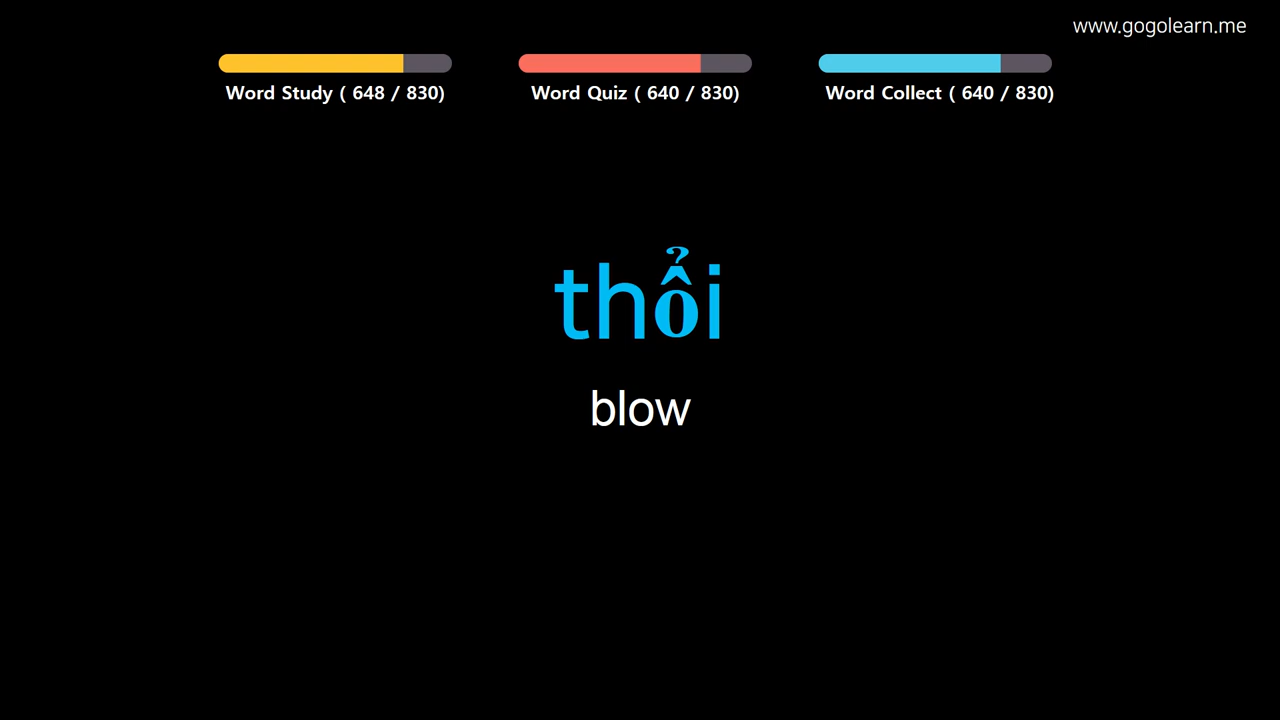 www.gogolearn.me
Word Study ( 648 / 830)
Word Quiz ( 640 / 830)
Word Collect ( 640 / 830)
thổi
blow